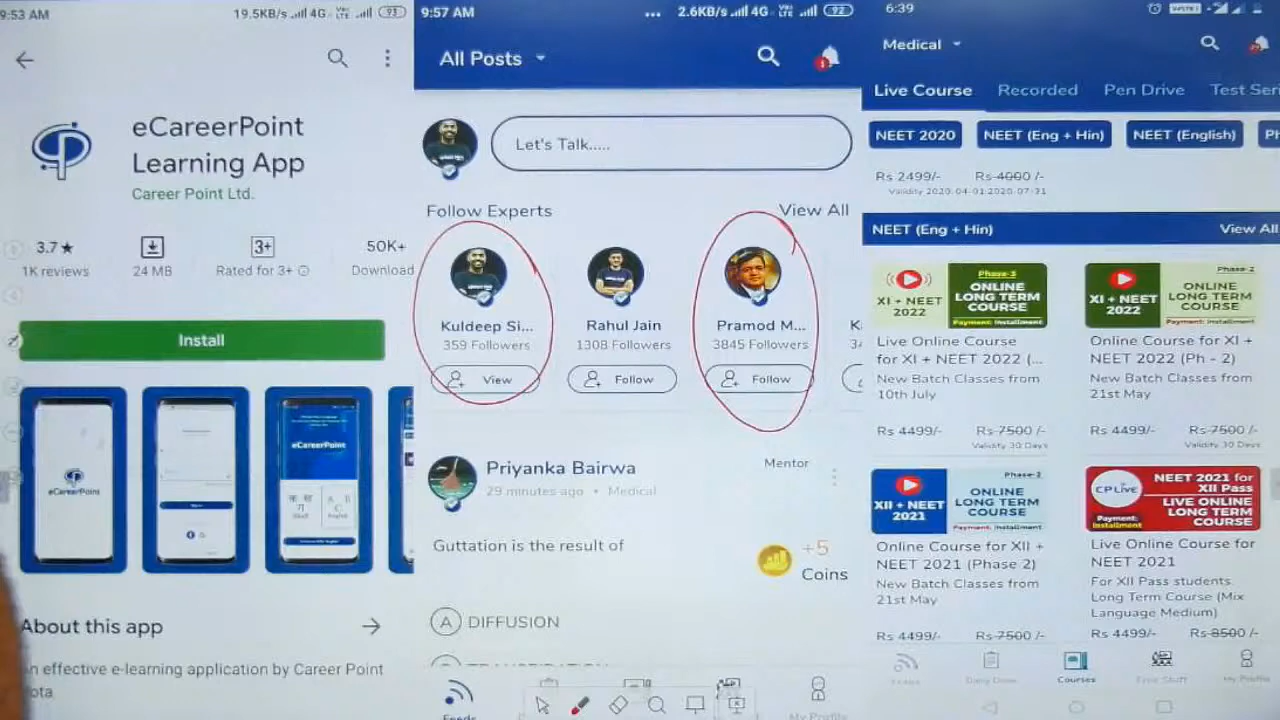 9:53 AM
19.5KB/s 4G 93
eCareerPoint
Learning App
Career Point Ltd.
3.7★
1K reviews
24 MB
3+
Rated for 3+
50K+
Download
Install
eCareerPoint
eCareerPoint
About this app
n effective e-learning application by Career Point
ota
9:57 AM
... 2.6KB/s 4G 92
All Posts
1
Let's Talk.....
Follow Experts
View All
Kuldeep Si...
359 Followers
View
Rahul Jain
1308 Followers
Follow
Pramod M...
3845 Followers
Follow
Priyanka Bairwa
29 minutes ago • Medical
Mentor
Guttation is the result of
+5
Coins
A DIFFUSION
Feeds
My Profile
6:39
Medical
Live Course
Recorded
Pen Drive
Test Seri
NEET 2020
NEET (Eng + Hin)
NEET (English)
Ph
Rs 2499/- Rs 4000 /-
Validity 2020-04-01:2020-07-31
NEET (Eng + Hin)
View All
Phase-3
XI + NEET
2022
ONLINE
LONG TERM
COURSE
Payment: Installment
Live Online Course
for XI + NEET 2022 (...
New Batch Classes from
10th July
Rs 4499/- Rs 7500 /-
Validity 30 Days
Phase-2
XI + NEET
2022
ONLINE
LONG TERM
COURSE
Payment: Installment
Online Course for XI +
NEET 2022 (Ph - 2)
New Batch Classes from
21st May
Rs 4499/- Rs 7500 /-
Validity 30 Days
Phase-2
XII + NEET
2021
ONLINE
LONG TERM
COURSE
Payment: Installment
Online Course for XII +
NEET 2021 (Phase 2)
New Batch Classes from
21st May
Rs 4499/- Rs 7500 /-
CP LIVE
Payment:
Installment
NEET 2021 for
XII Pass
LIVE ONLINE
LONG TERM
COURSE
Live Online Course for
NEET 2021
For XII Pass students
Long Term Course (Mix
Language Medium)
Rs 4499/- Rs 8500 /-
Courses
Free Stuff
My Profile